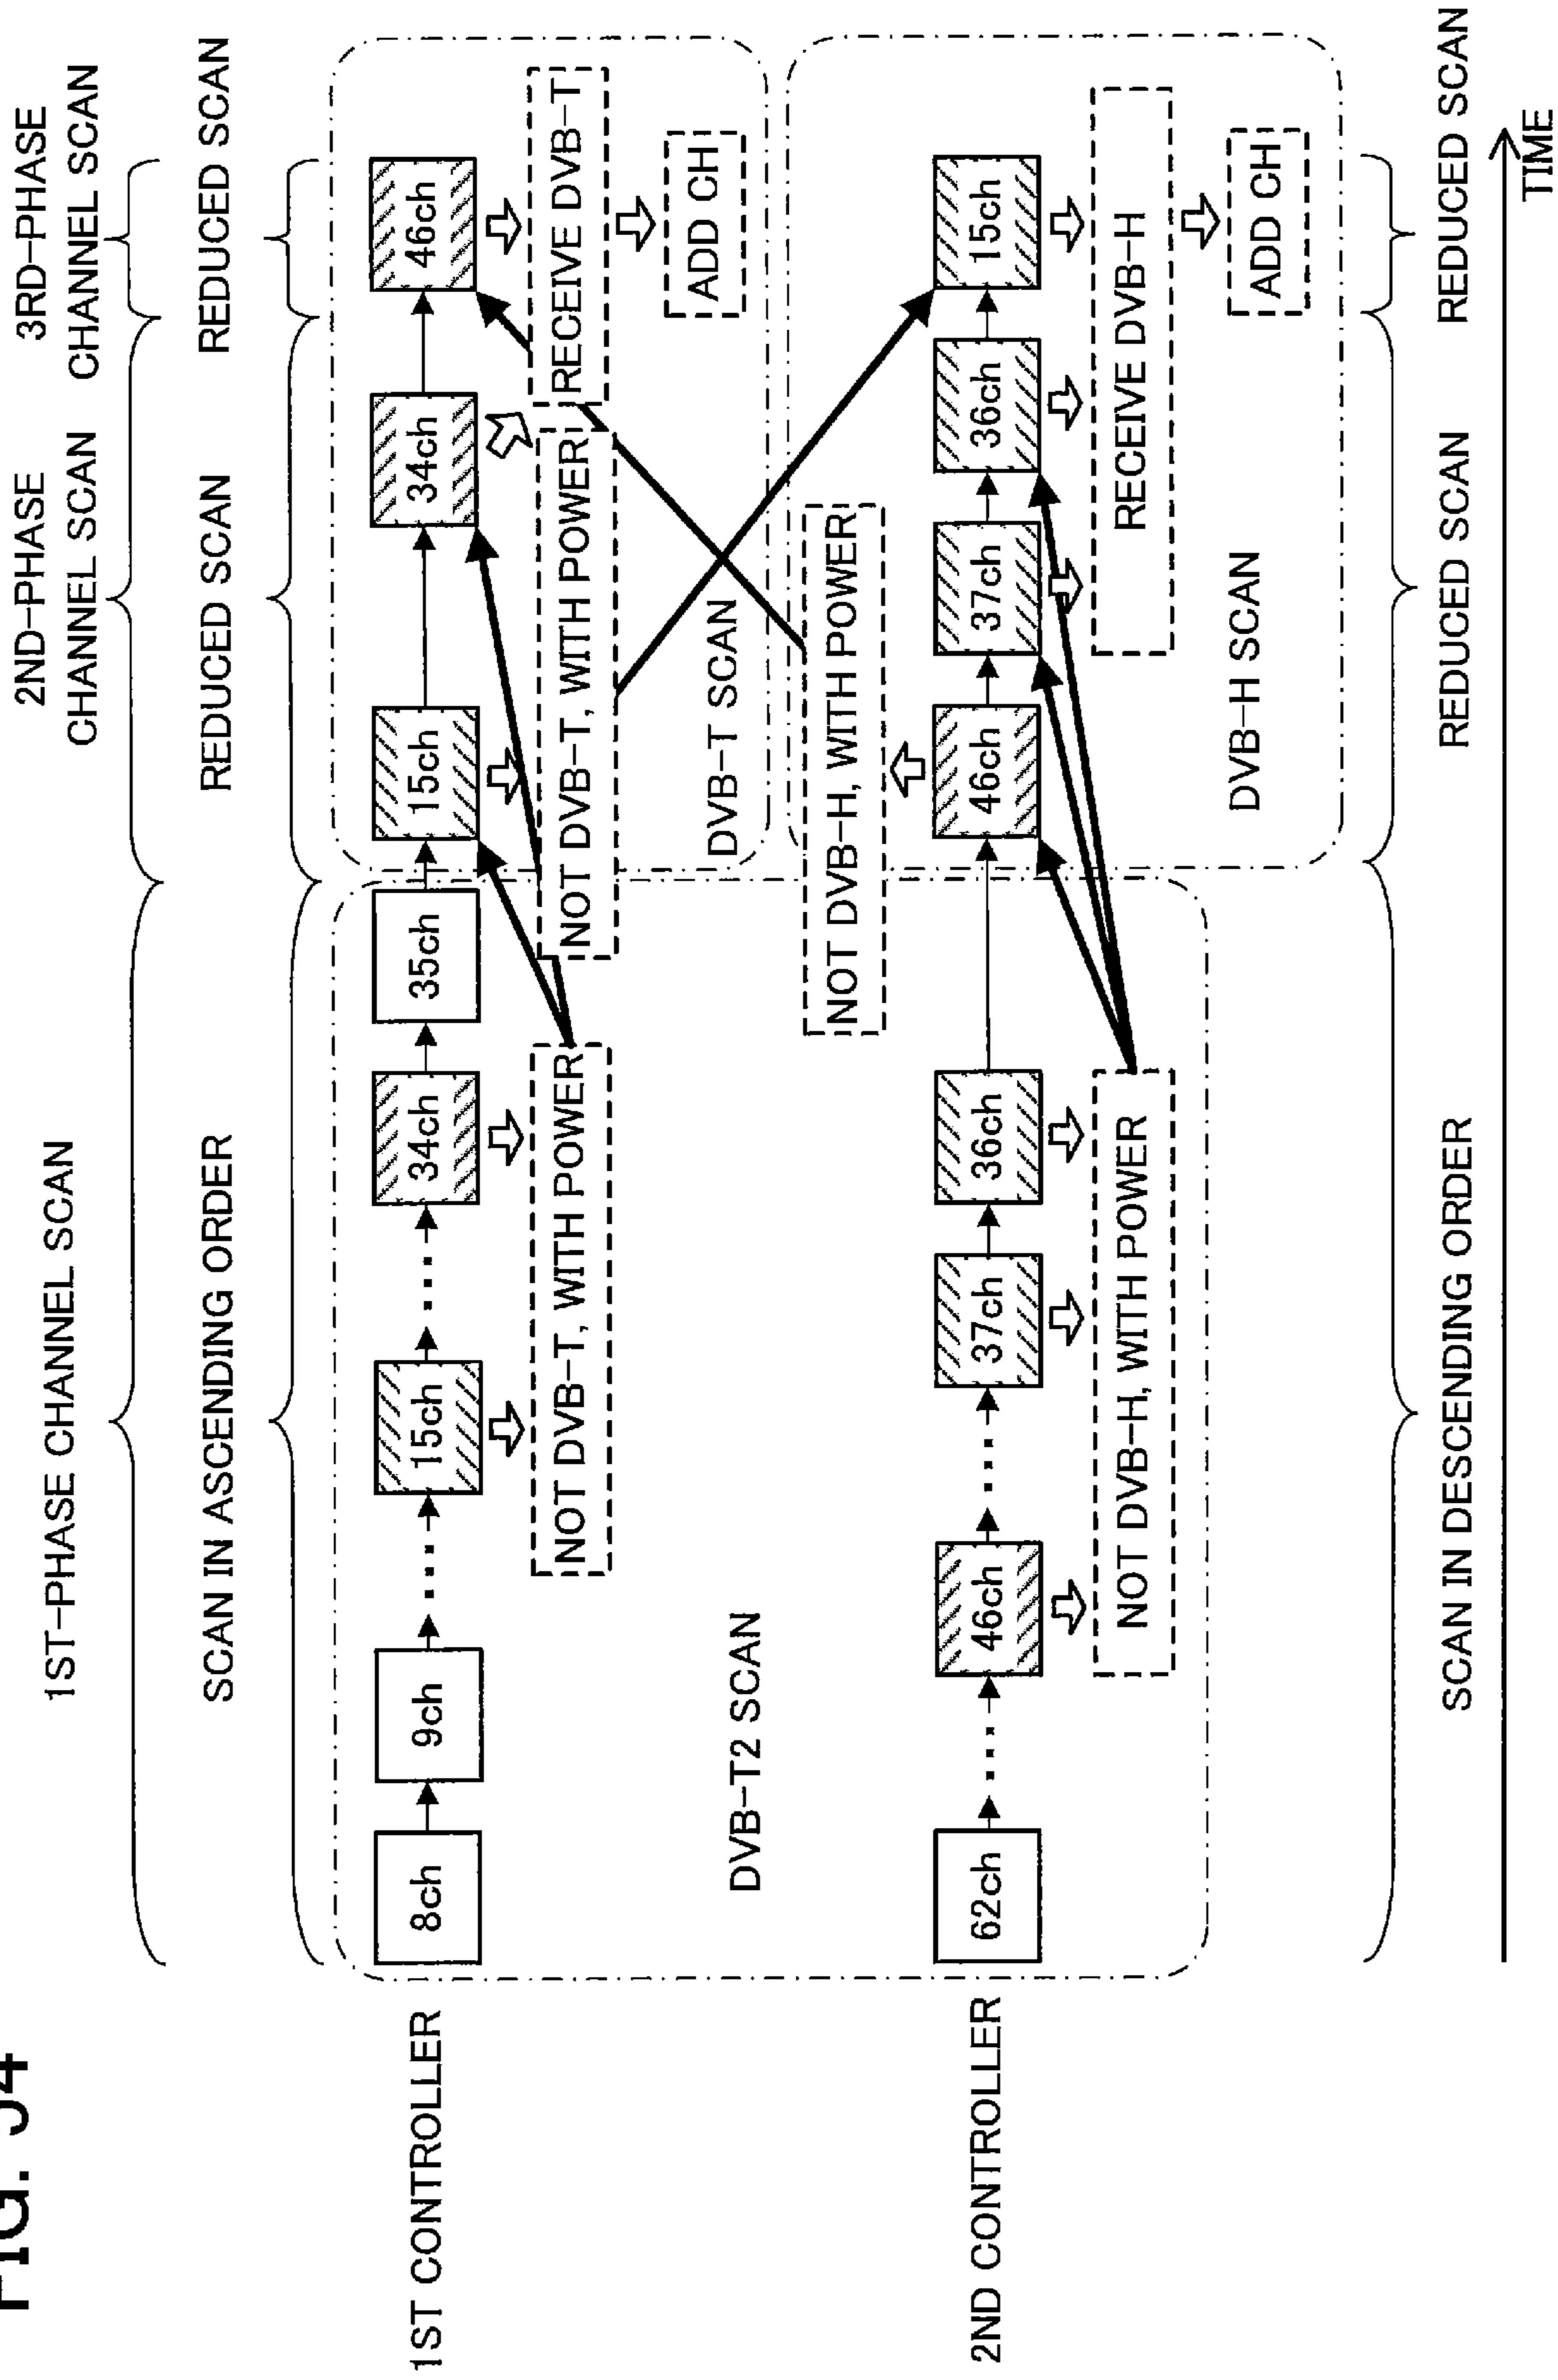 FIG. 34
1ST-PHASE CHANNEL SCAN
2ND-PHASE
CHANNEL SCAN
3RD-PHASE
CHANNEL SCAN
SCAN IN ASCENDING ORDER
REDUCED SCAN
REDUCED SCAN
1ST CONTROLLER
8ch
9ch
15ch
34ch
35ch
15ch
34ch
46ch
NOT DVB-T, WITH POWER
NOT DVB-T, WITH POWER
RECEIVE DVB-T
ADD CH
DVB-T2 SCAN
DVB-T SCAN
NOT DVB-H, WITH POWER
2ND CONTROLLER
62ch
46ch
37ch
36ch
46ch
37ch
36ch
15ch
NOT DVB-H, WITH POWER
RECEIVE DVB-H
DVB-H SCAN
ADD CH
SCAN IN DESCENDING ORDER
REDUCED SCAN
REDUCED SCAN
TIME